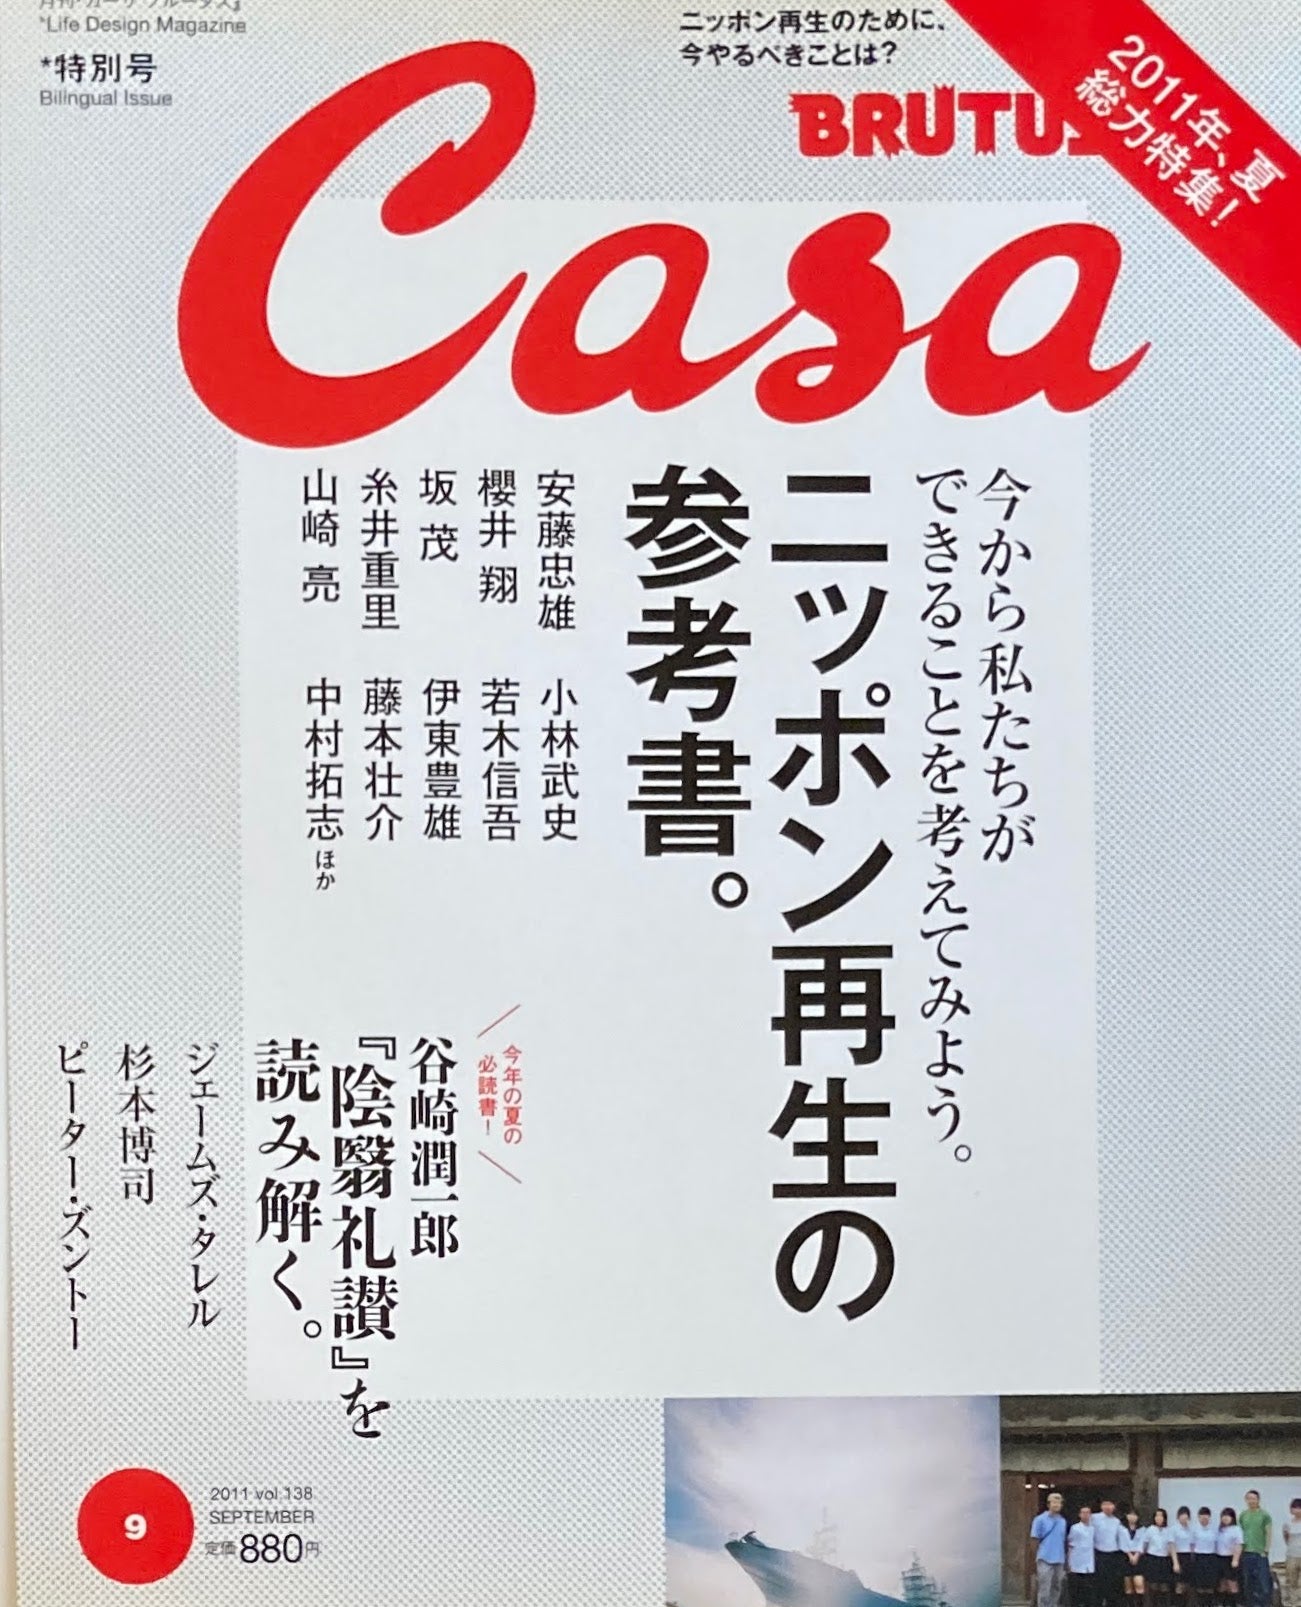 月刊『カーサ ブルータス』
*Life Design Magazine
*特別号
Bilingual Issue
ニッポン再生のために、
今やるべきことは?
BRUTUS
2011年、夏
総力特集!
Casa
今から私たちが
できることを考えてみよう。
ニッポン再生の
参考書。
安藤忠雄 小林武史
櫻井 翔 若木信吾
坂 茂 伊東豊雄
糸井重里 藤本壮介
山崎 亮 中村拓志 ほか
今年の夏の
必読書!
谷崎潤一郎
『陰翳礼讃』を
読み解く。
ジェームズ・タレル
杉本博司
ピーター・ズントー
9
2011 vol.138
SEPTEMBER
定価880円